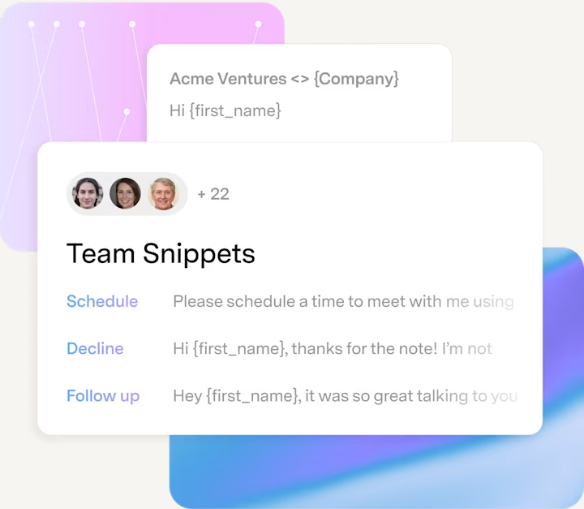 Acme Ventures <> {Company}
Hi {first_name}
+ 22
Team Snippets
Schedule Please schedule a time to meet with me using
Decline Hi {first_name}, thanks for the note! I’m not
Follow up Hey {first_name}, it was so great talking to you